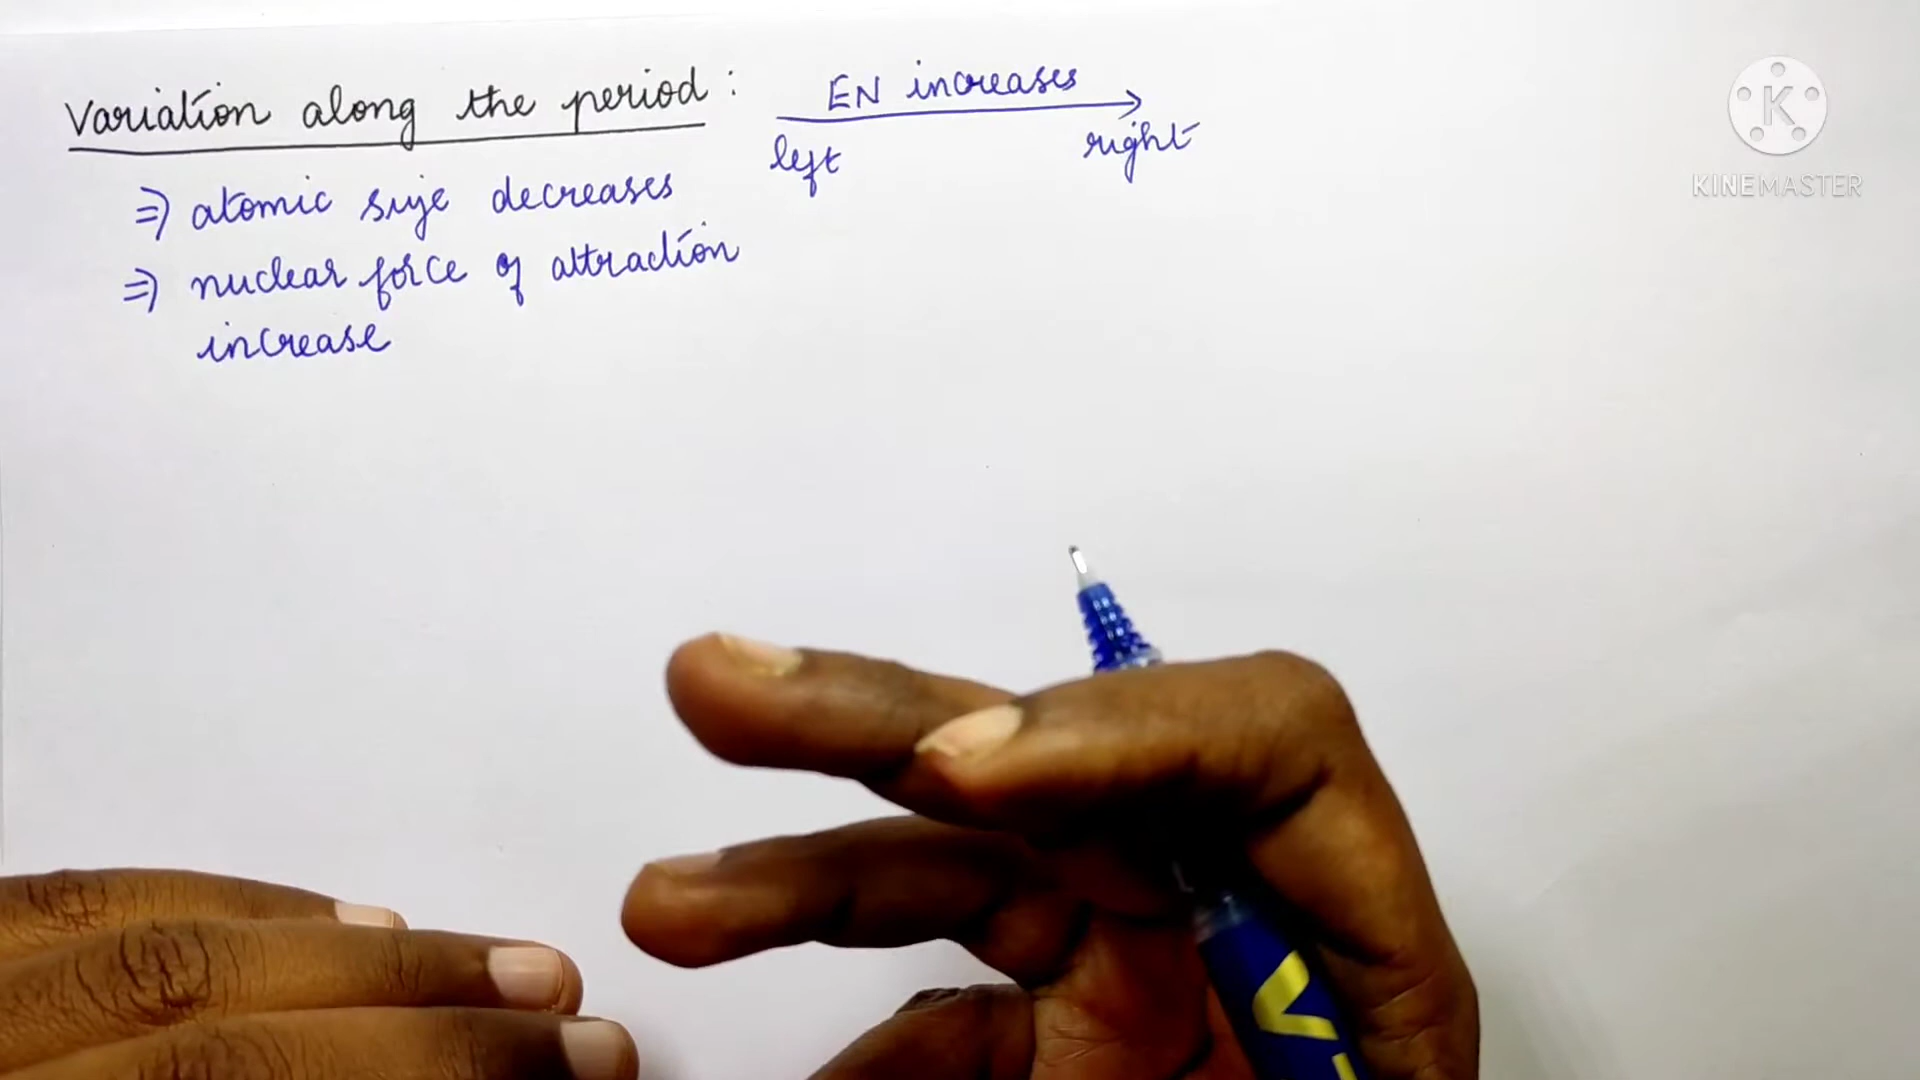 Variation along the period :
EN increases
left right
⇒ atomic size decreases
⇒ nuclear force of attraction
increase
K
KINEMASTER
V